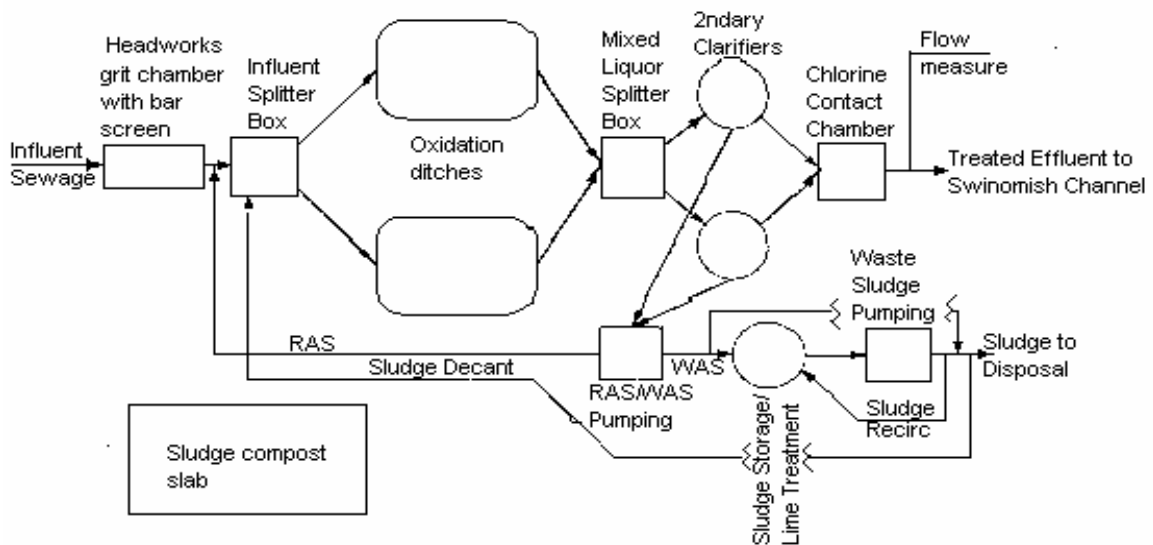 Headworks
grit chamber
with bar
screen
Influent
Sewage
Influent
Splitter
Box
Oxidation
ditches
Mixed
Liquor
Splitter
Box
2ndary
Clarifiers
Chlorine
Contact
Chamber
Flow
measure
Treated Effluent to
Swinomish Channel
RAS
Sludge Decant
RAS/WAS
Pumping
WAS
Sludge Storage/
Lime Treatment
Waste
Sludge
Pumping
Sludge
Recirc
Sludge to
Disposal
Sludge compost
slab